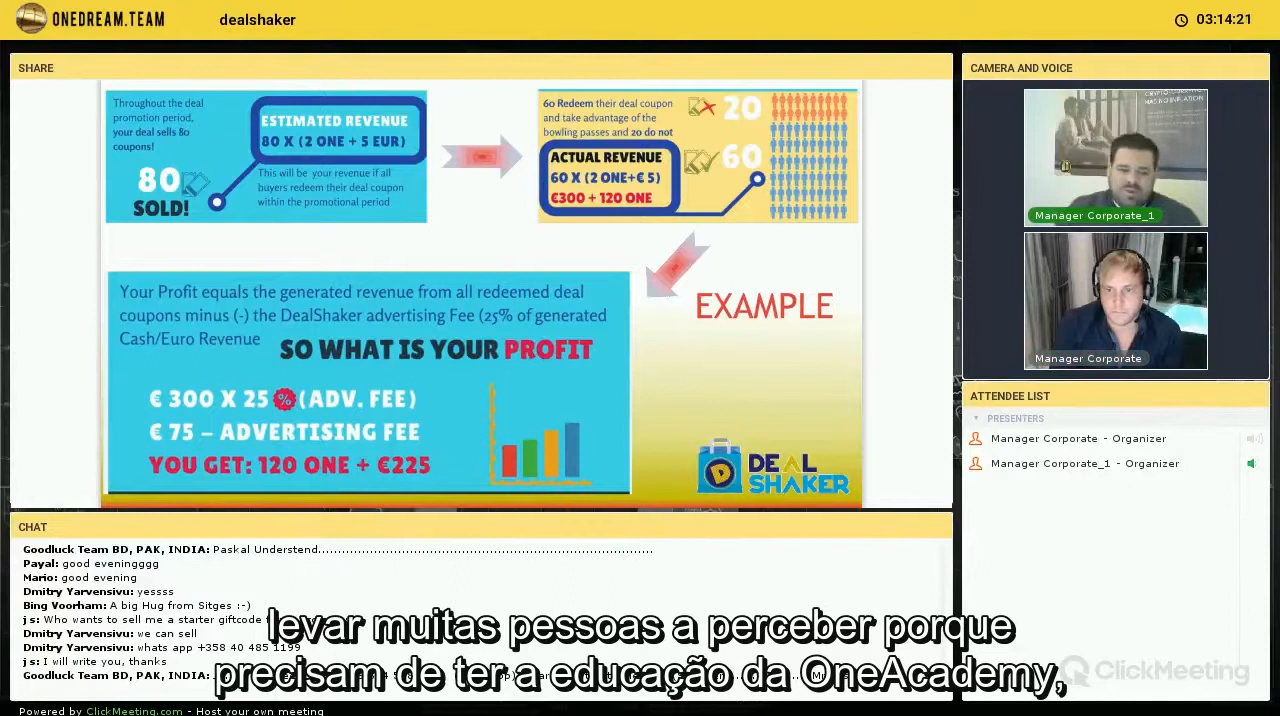 ONEDREAM.TEAM
dealshaker
03:14:21
SHARE
Throughout the deal
promotion period,
your deal sells 80
coupons!
80
SOLD!
ESTIMATED REVENUE
80 X (2 ONE + 5 EUR)
This will be your revenue if all
buyers redeem their deal coupon
within the promotional period
60 Redeem their deal coupon
and take advantage of the
bowling passes and 20 do not
20
60
ACTUAL REVENUE
60 X (2 ONE+€ 5)
€300 + 120 ONE
Your Profit equals the generated revenue from all redeemed deal
coupons minus (-) the DealShaker advertising Fee (25% of generated
Cash/Euro Revenue
SO WHAT IS YOUR PROFIT
€ 300 X 25 % (ADV. FEE)
€ 75 – ADVERTISING FEE
YOU GET: 120 ONE + €225
EXAMPLE
DEAL
SHAKER
CAMERA AND VOICE
HAS NO INFLATION
Manager Corporate_1
Manager Corporate
ATTENDEE LIST
PRESENTERS
Manager Corporate - Organizer
Manager Corporate_1 - Organizer
CHAT
Goodluck Team BD, PAK, INDIA: Paskal Understend...................................................................................
Payal: good eveningggg
Mario: good evening
Dmitry Yarvensivu: yessss
Bing Voorham: A big Hug from Sitges :-)
j s: Who wants to sell me a starter giftcode
Dmitry Yarvensivu: we can sell
Dmitry Yarvensivu: whats app +358 40 485 1199
j s: I will write you, thanks
Goodluck Team BD, PAK, INDIA:
levar muitas pessoas a perceber porque
precisam de ter a educação da OneAcademy,
ClickMeeting
Powered by ClickMeeting.com - Host your own meeting